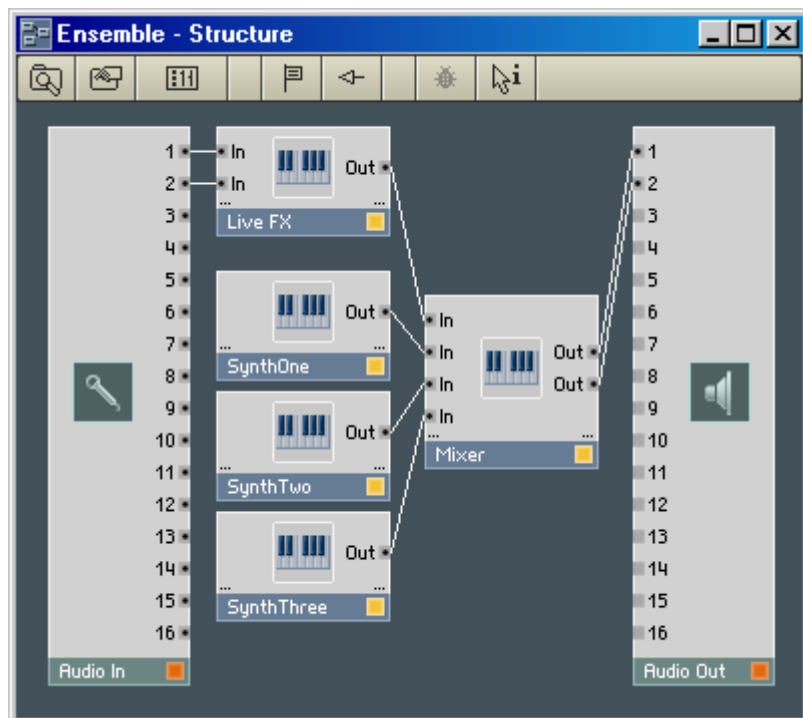 Ensemble - Structure
1
2
3
4
5
6
7
8
9
10
11
12
13
14
15
16
Audio In
In
In
Out
...
...
Live FX
Out
...
...
SynthOne
Out
...
...
SynthTwo
Out
...
...
SynthThree
In
In
In
In
Out
Out
...
...
Mixer
1
2
3
4
5
6
7
8
9
10
11
12
13
14
15
16
Audio Out